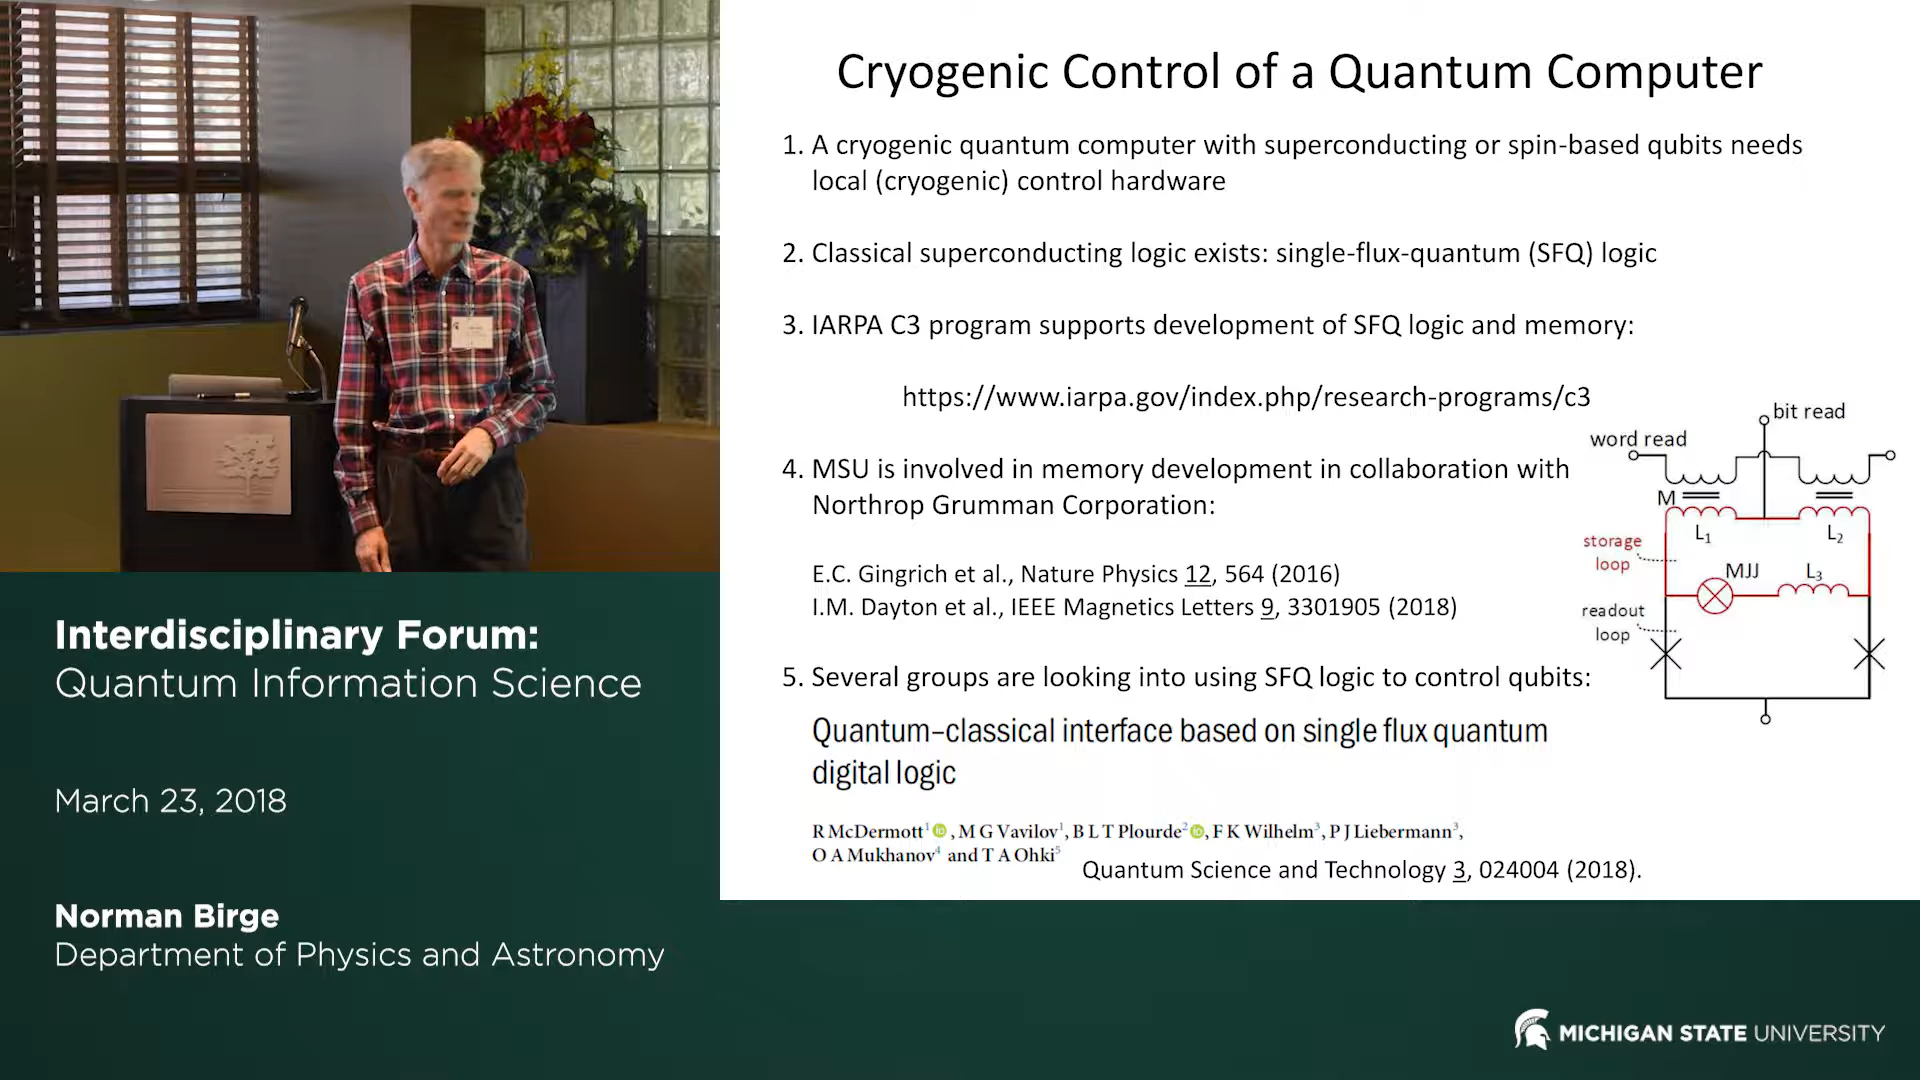 Cryogenic Control of a Quantum Computer
1. A cryogenic quantum computer with superconducting or spin-based qubits needs
local (cryogenic) control hardware
2. Classical superconducting logic exists: single-flux-quantum (SFQ) logic
3. IARPA C3 program supports development of SFQ logic and memory:
https://www.iarpa.gov/index.php/research-programs/c3
4. MSU is involved in memory development in collaboration with
Northrop Grumman Corporation:
E.C. Gingrich et al., Nature Physics 12, 564 (2016)
I.M. Dayton et al., IEEE Magnetics Letters 9, 3301905 (2018)
5. Several groups are looking into using SFQ logic to control qubits:
Quantum–classical interface based on single flux quantum
digital logic
R McDermott¹ iD, M G Vavilov¹, B L T Plourde² iD, F K Wilhelm³, P J Liebermann³,
O A Mukhanov⁴ and T A Ohki⁵
Quantum Science and Technology 3, 024004 (2018).
bit read
word read
M
L₁
L₂
storage
loop
MJJ
L₃
readout
loop
Interdisciplinary Forum:
Quantum Information Science
March 23, 2018
Norman Birge
Department of Physics and Astronomy
MICHIGAN STATE UNIVERSITY